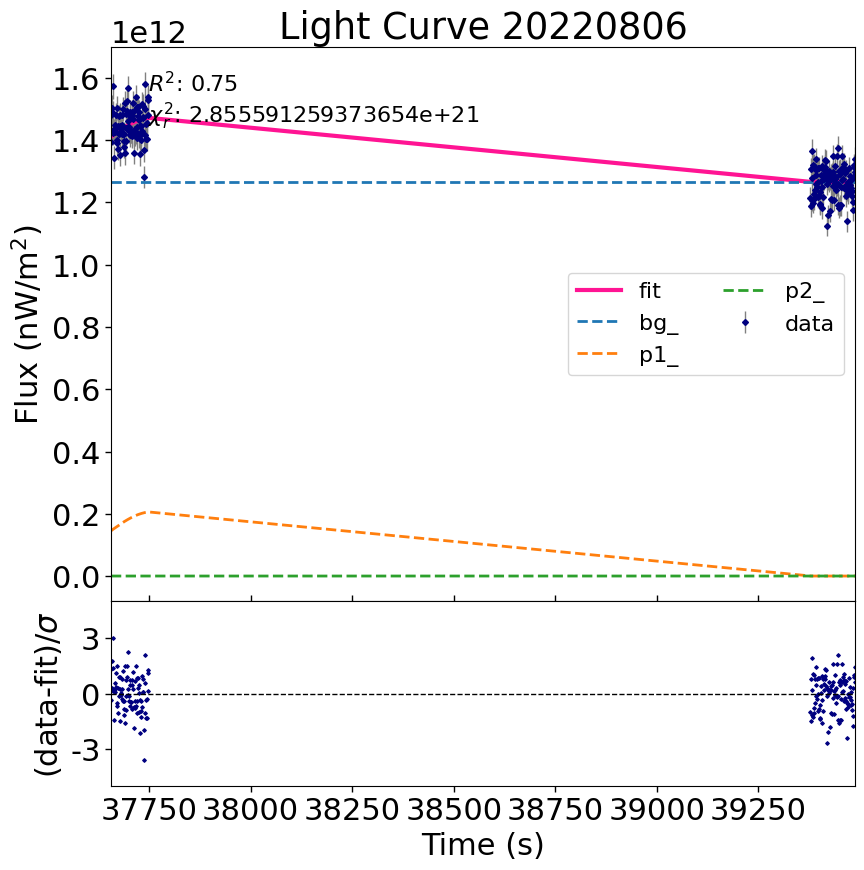 Light Curve 20220806
1e12
R²: 0.75
χ²ᵣ: 2.855591259373654e+21
1.6
1.4
1.2
1.0
0.8
0.6
0.4
0.2
0.0
Flux (nW/m²)
fit
bg_
p1_
p2_
data
3
0
-3
(data-fit)/σ
37750 38000 38250 38500 38750 39000 39250
Time (s)